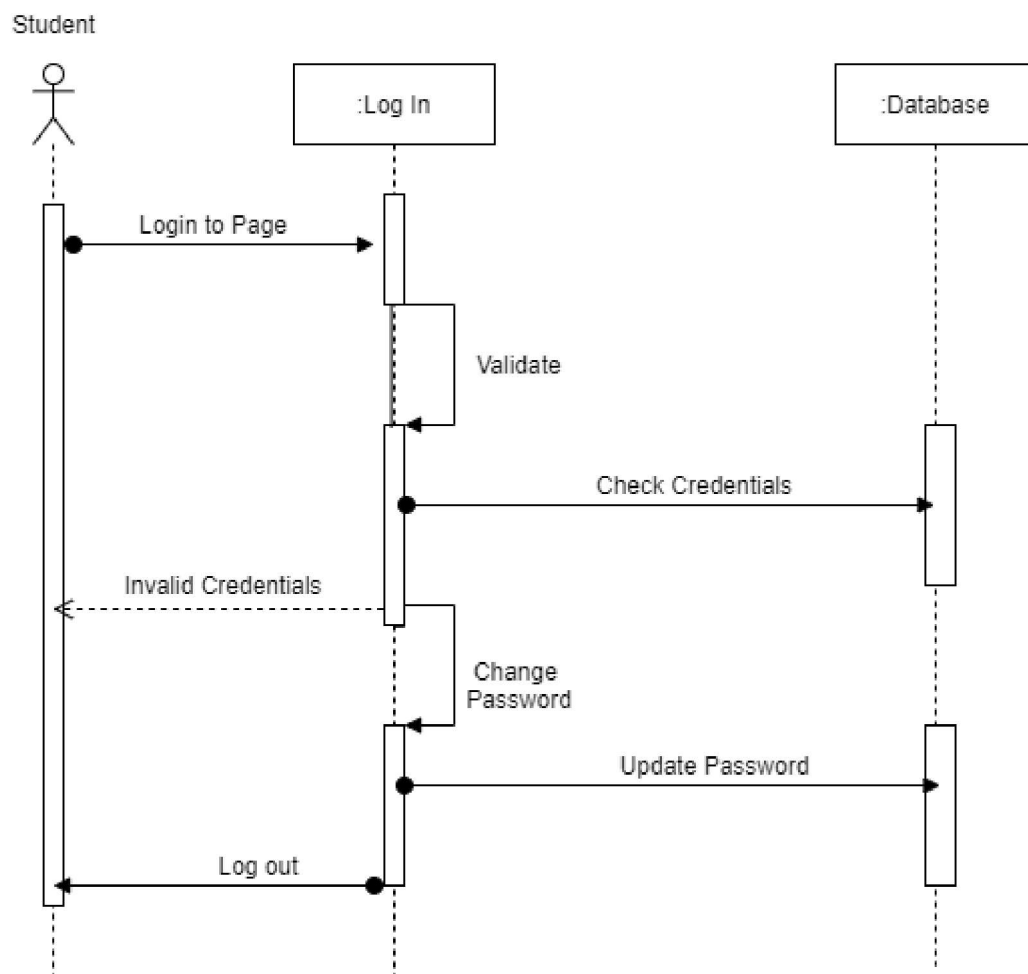 Student
:Log In
:Database
Login to Page
Validate
Check Credentials
Invalid Credentials
Change
Password
Update Password
Log out